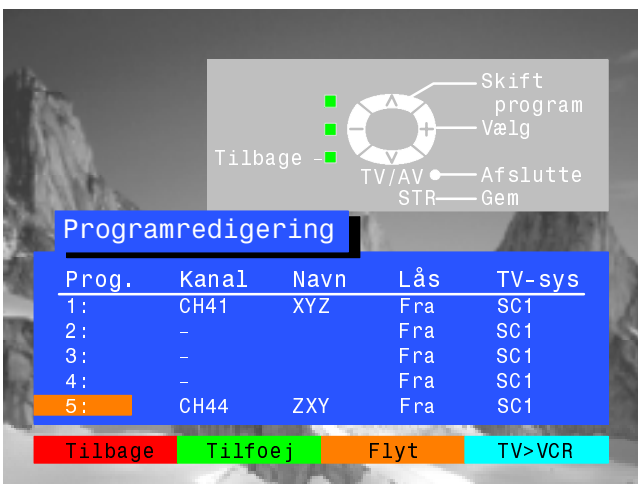 Skift
program
Vælg
Tilbage –
TV/AV Afslutte
STR Gem
Programredigering
Prog. Kanal Navn Lås TV-sys
1: CH41 XYZ Fra SC1
2: – Fra SC1
3: – Fra SC1
4: – Fra SC1
5: CH44 ZXY Fra SC1
Tilbage Tilfoej Flyt TV>VCR